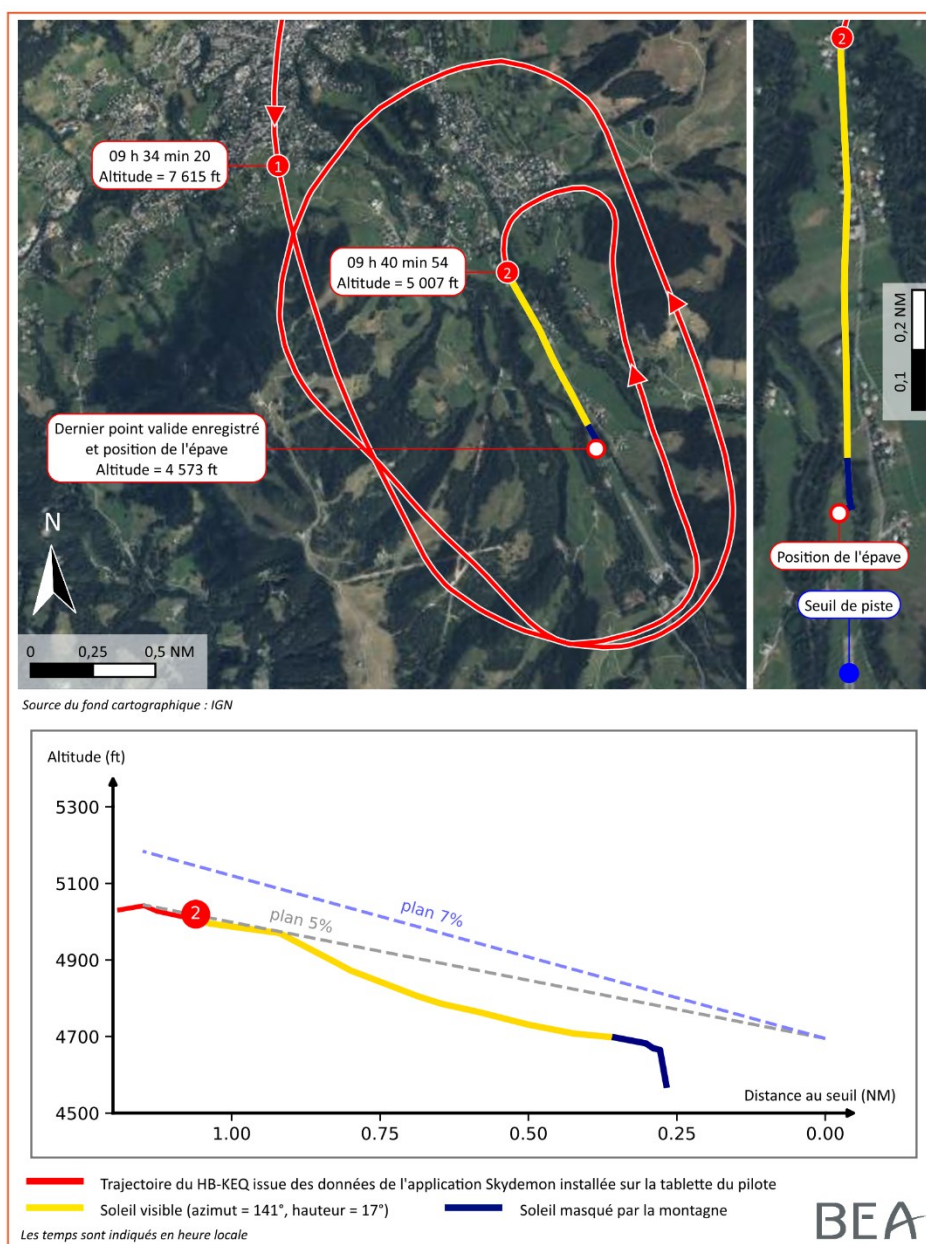 2
1
09 h 34 min 20
Altitude = 7 615 ft
09 h 40 min 54
Altitude = 5 007 ft
2
0,2 NM
0,1
Dernier point valide enregistré
et position de l'épave
Altitude = 4 573 ft
N
Position de l'épave
Seuil de piste
0 0,25 0,5 NM
Source du fond cartographique : IGN
Altitude (ft)
5300
5100
4900
4700
4500
2
plan 5%
plan 7%
Distance au seuil (NM)
1.00 0.75 0.50 0.25 0.00
Trajectoire du HB-KEQ issue des données de l'application Skydemon installée sur la tablette du pilote
Soleil visible (azimut = 141°, hauteur = 17°) Soleil masqué par la montagne
Les temps sont indiqués en heure locale
BEA